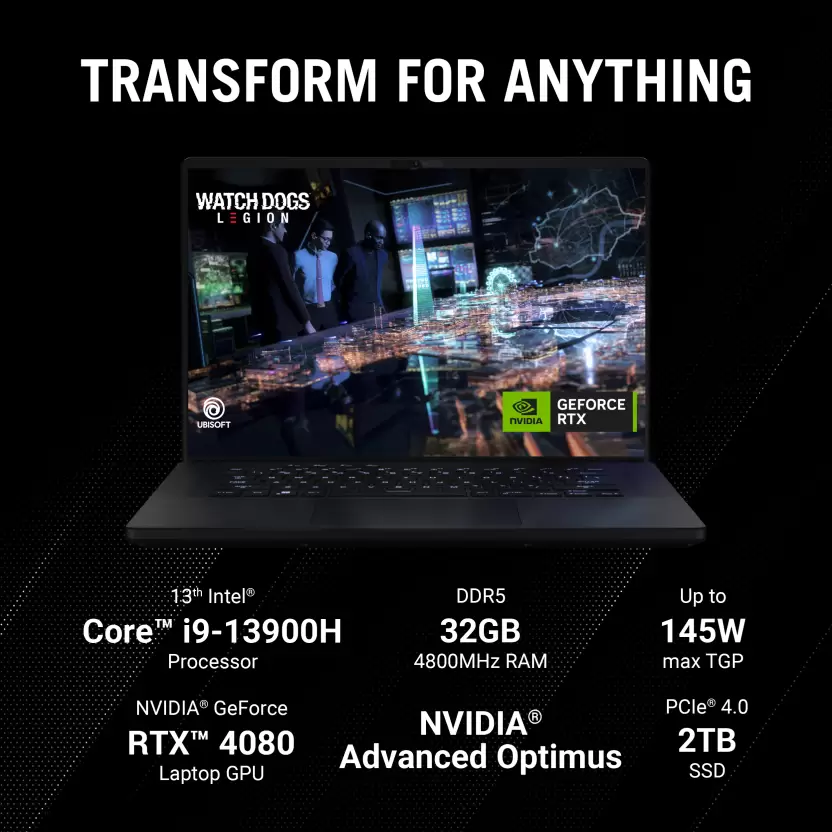 TRANSFORM FOR ANYTHING
WATCH DOGS
LEGION
UBISOFT
NVIDIA
GEFORCE
RTX
13th Intel®
Core™ i9-13900H
Processor
DDR5
32GB
4800MHz RAM
Up to
145W
max TGP
NVIDIA® GeForce
RTX™ 4080
Laptop GPU
NVIDIA®
Advanced Optimus
PCIe® 4.0
2TB
SSD